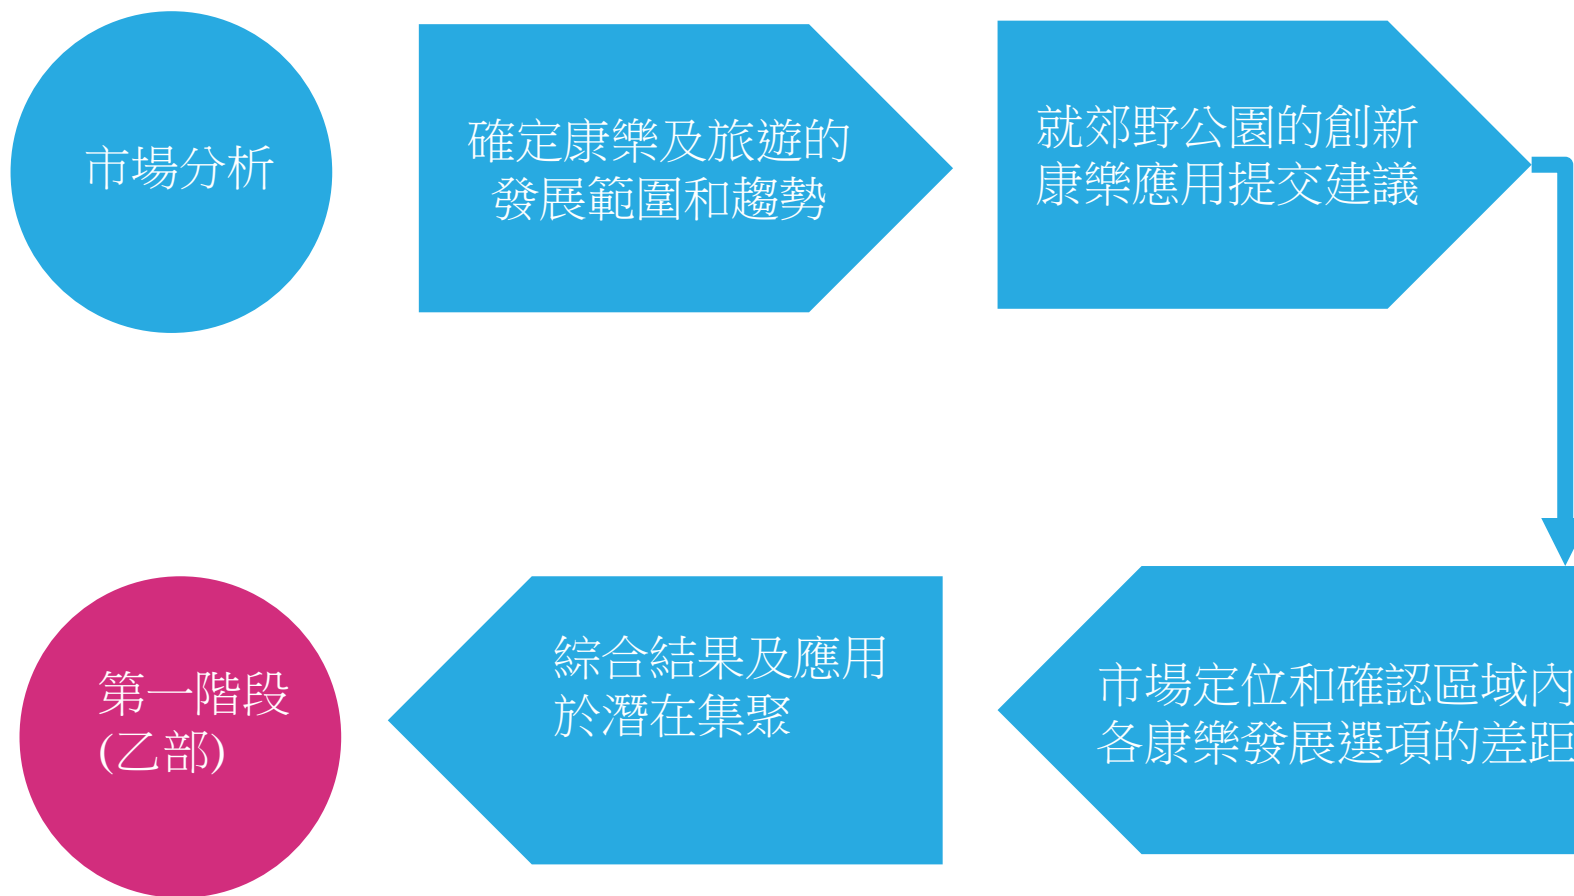 市場分析
確定康樂及旅遊的
發展範圍和趨勢
就郊野公園的創新
康樂應用提交建議
市場定位和確認區域內
各康樂發展選項的差距
綜合結果及應用
於潛在集聚
第一階段
(乙部)